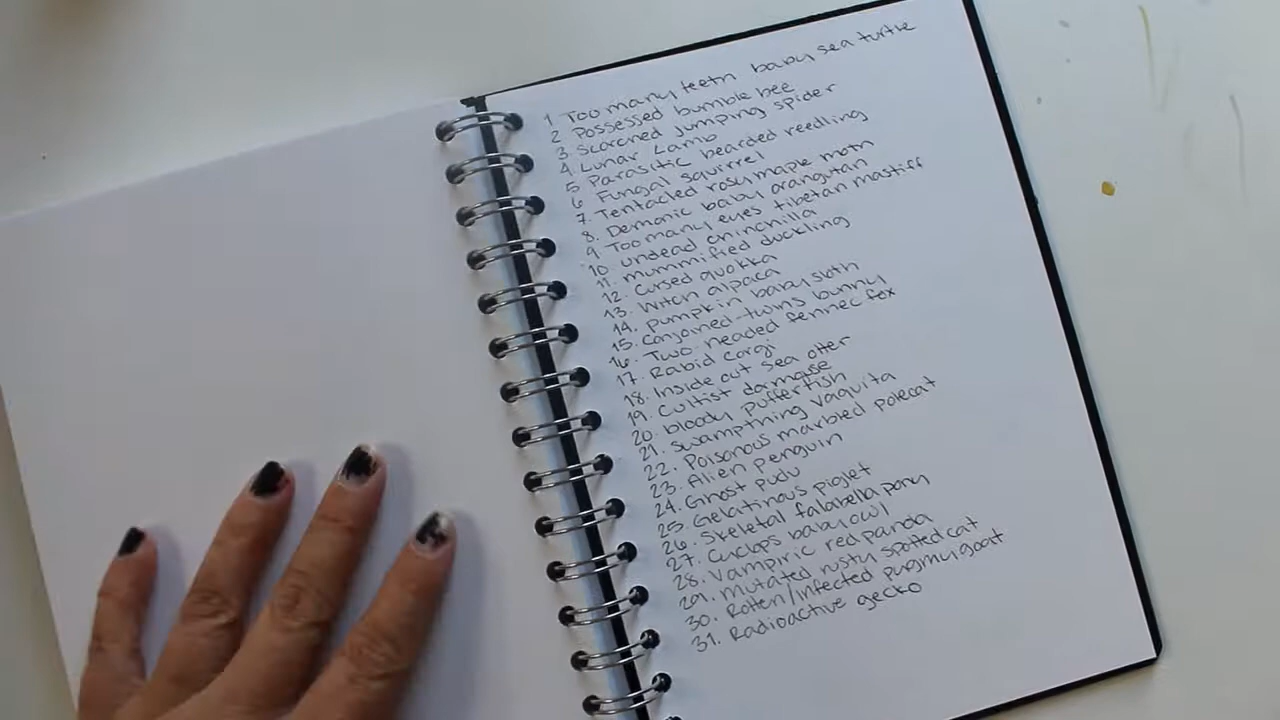 1. Too many teeth baby sea turtle
2. Possessed bumble bee
3. Scorched jumping spider
4. Lunar Lamb
5. Parasitic bearded reedling
6. Fungal squirrel
7. Tentacled rosy maple moth
8. Demonic baby orangutan
9. Too many eyes tibetan mastiff
10. undead chinchilla
11. mummified duckling
12. Cursed quokka
13. Witch alpaca
14. pumpkin baby sloth
15. conjoined-twins bunny
16. Two-headed fennec fox
17. Rabid corgi
18. Inside out sea otter
19. Cultist dormouse
20. bloody pufferfish
21. Swampthing vaquita
22. Poisonous marbled polecat
23. Alien penguin
24. Ghost pudu
25. Gelatinous piglet
26. Skeletal falabella pony
27. Cyclops baby owl
28. Vampiric red panda
29. mutated rusty spotted cat
30. Rotten/infected pugmy goat
31. Radioactive gecko